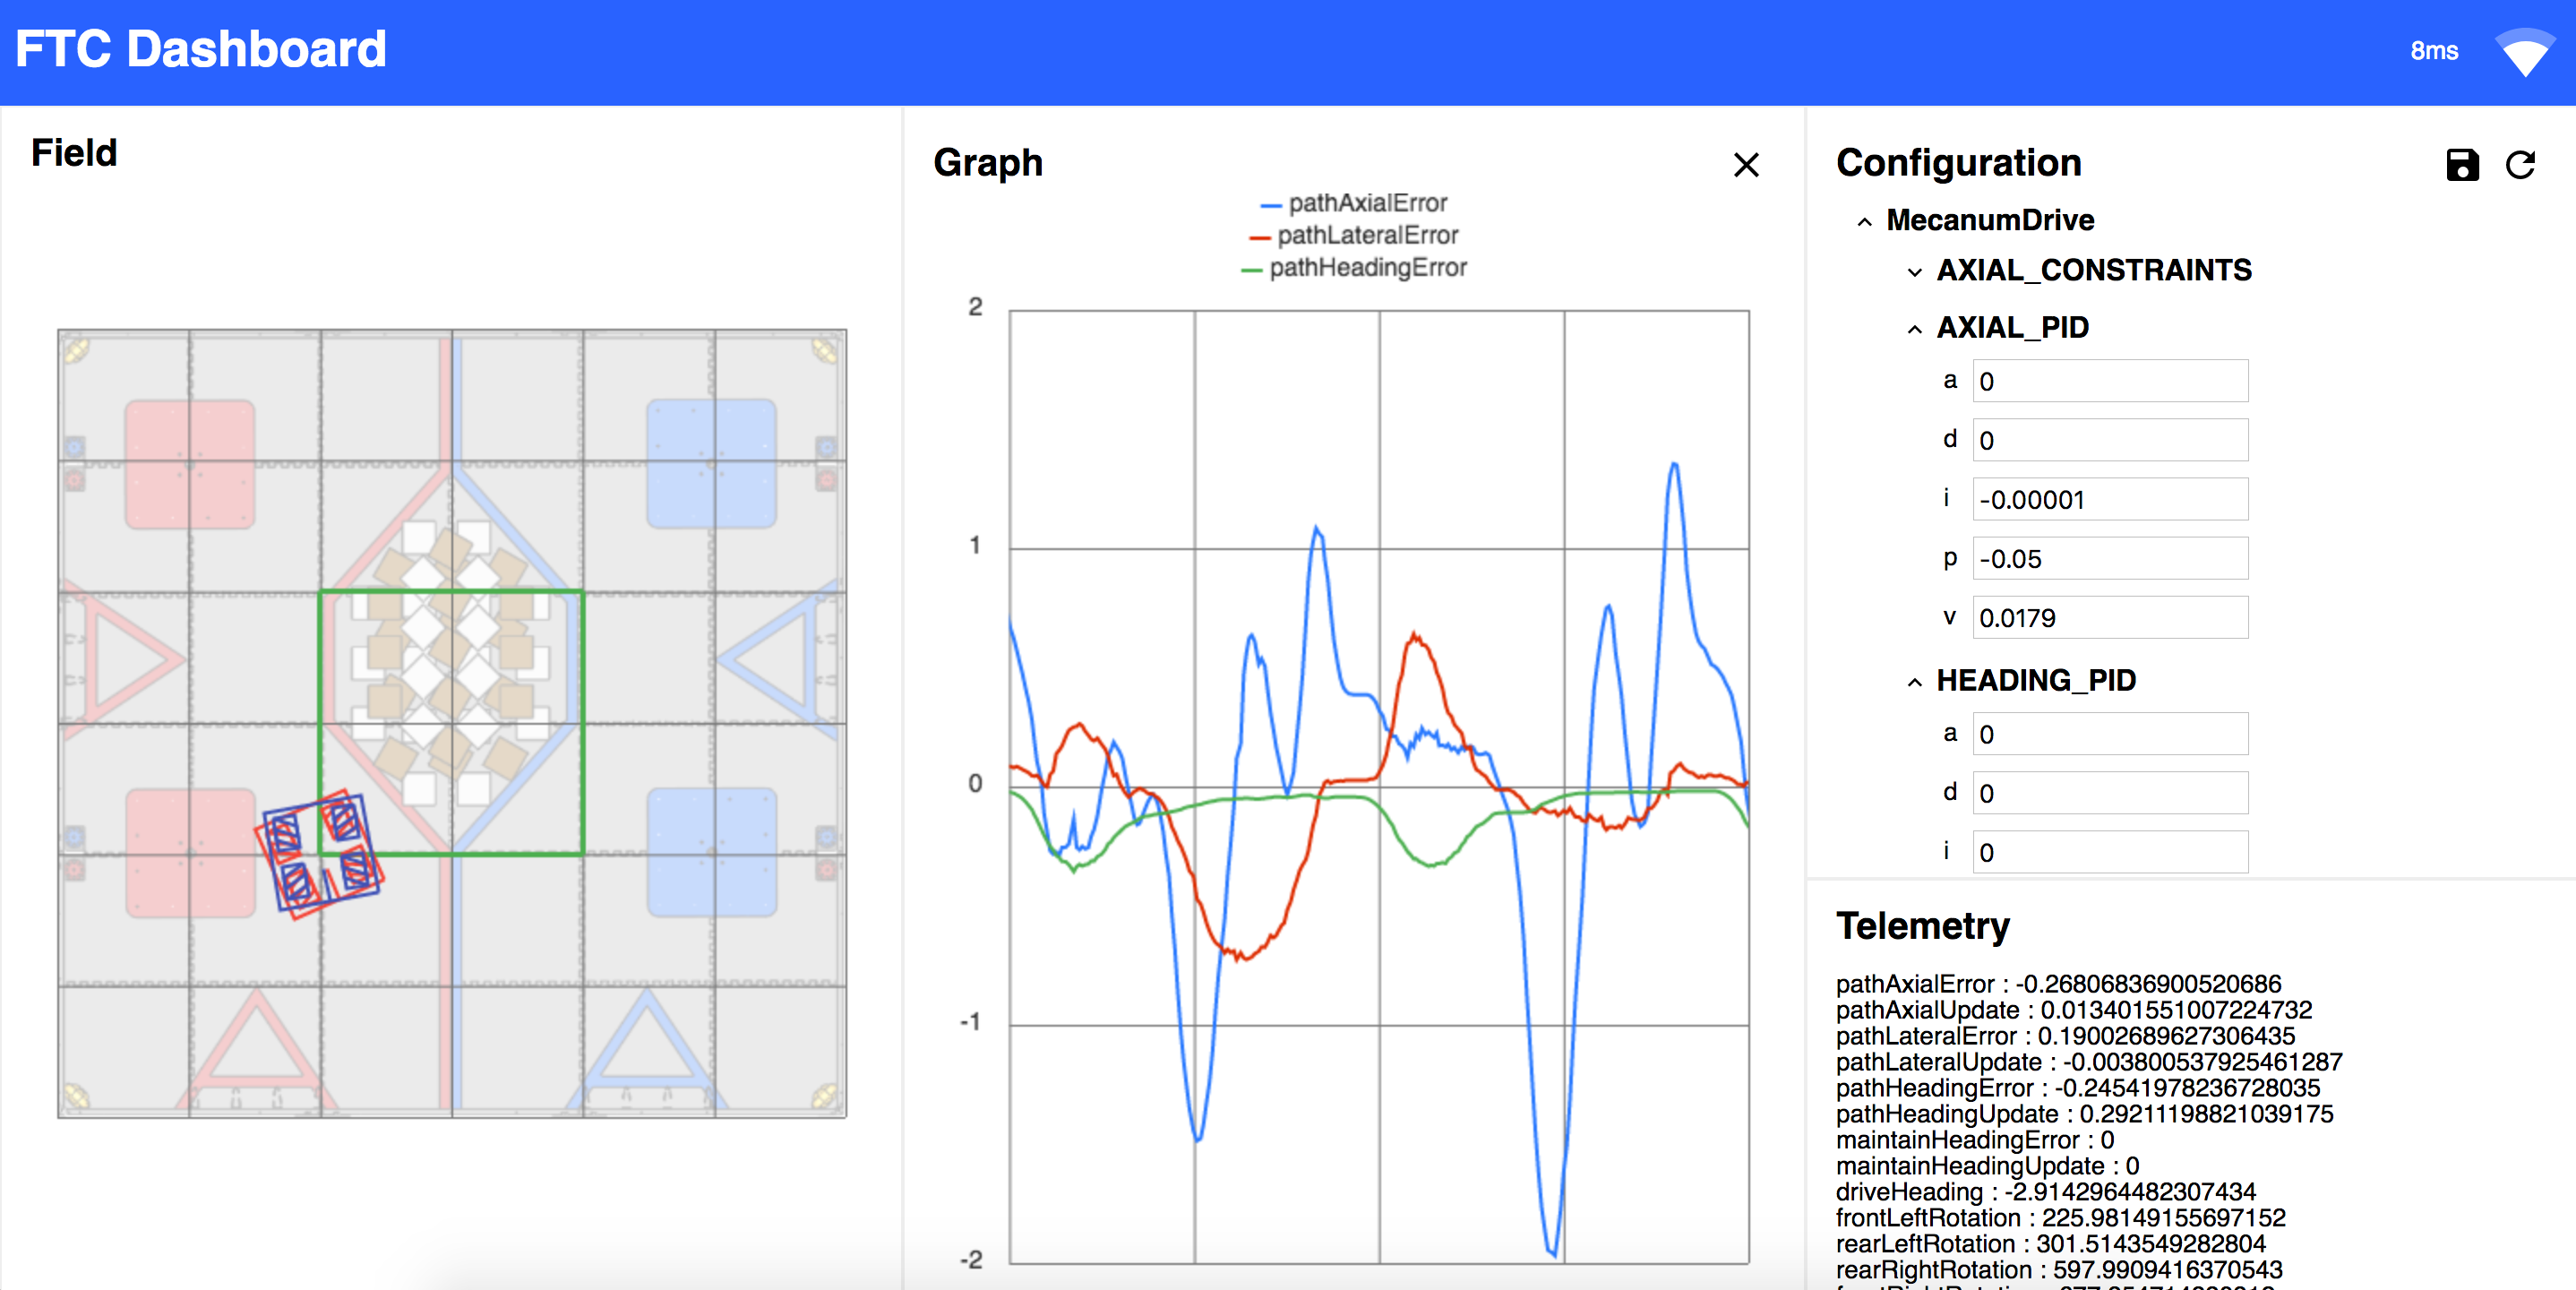 FTC Dashboard
8ms
Field
Graph
pathAxialError
pathLateralError
pathHeadingError
2
1
0
-1
-2
Configuration
MecanumDrive
AXIAL_CONSTRAINTS
AXIAL_PID
a 0
d 0
i -0.00001
p -0.05
v 0.0179
HEADING_PID
a 0
d 0
i 0
Telemetry
pathAxialError : -0.26806836900520686
pathAxialUpdate : 0.013401551007224732
pathLateralError : 0.19002689627306435
pathLateralUpdate : -0.003800537925461287
pathHeadingError : -0.24541978236728035
pathHeadingUpdate : 0.29211198821039175
maintainHeadingError : 0
maintainHeadingUpdate : 0
driveHeading : -2.9142964482307434
frontLeftRotation : 225.98149155697152
rearLeftRotation : 301.5143549282804
rearRightRotation : 597.9909416370543